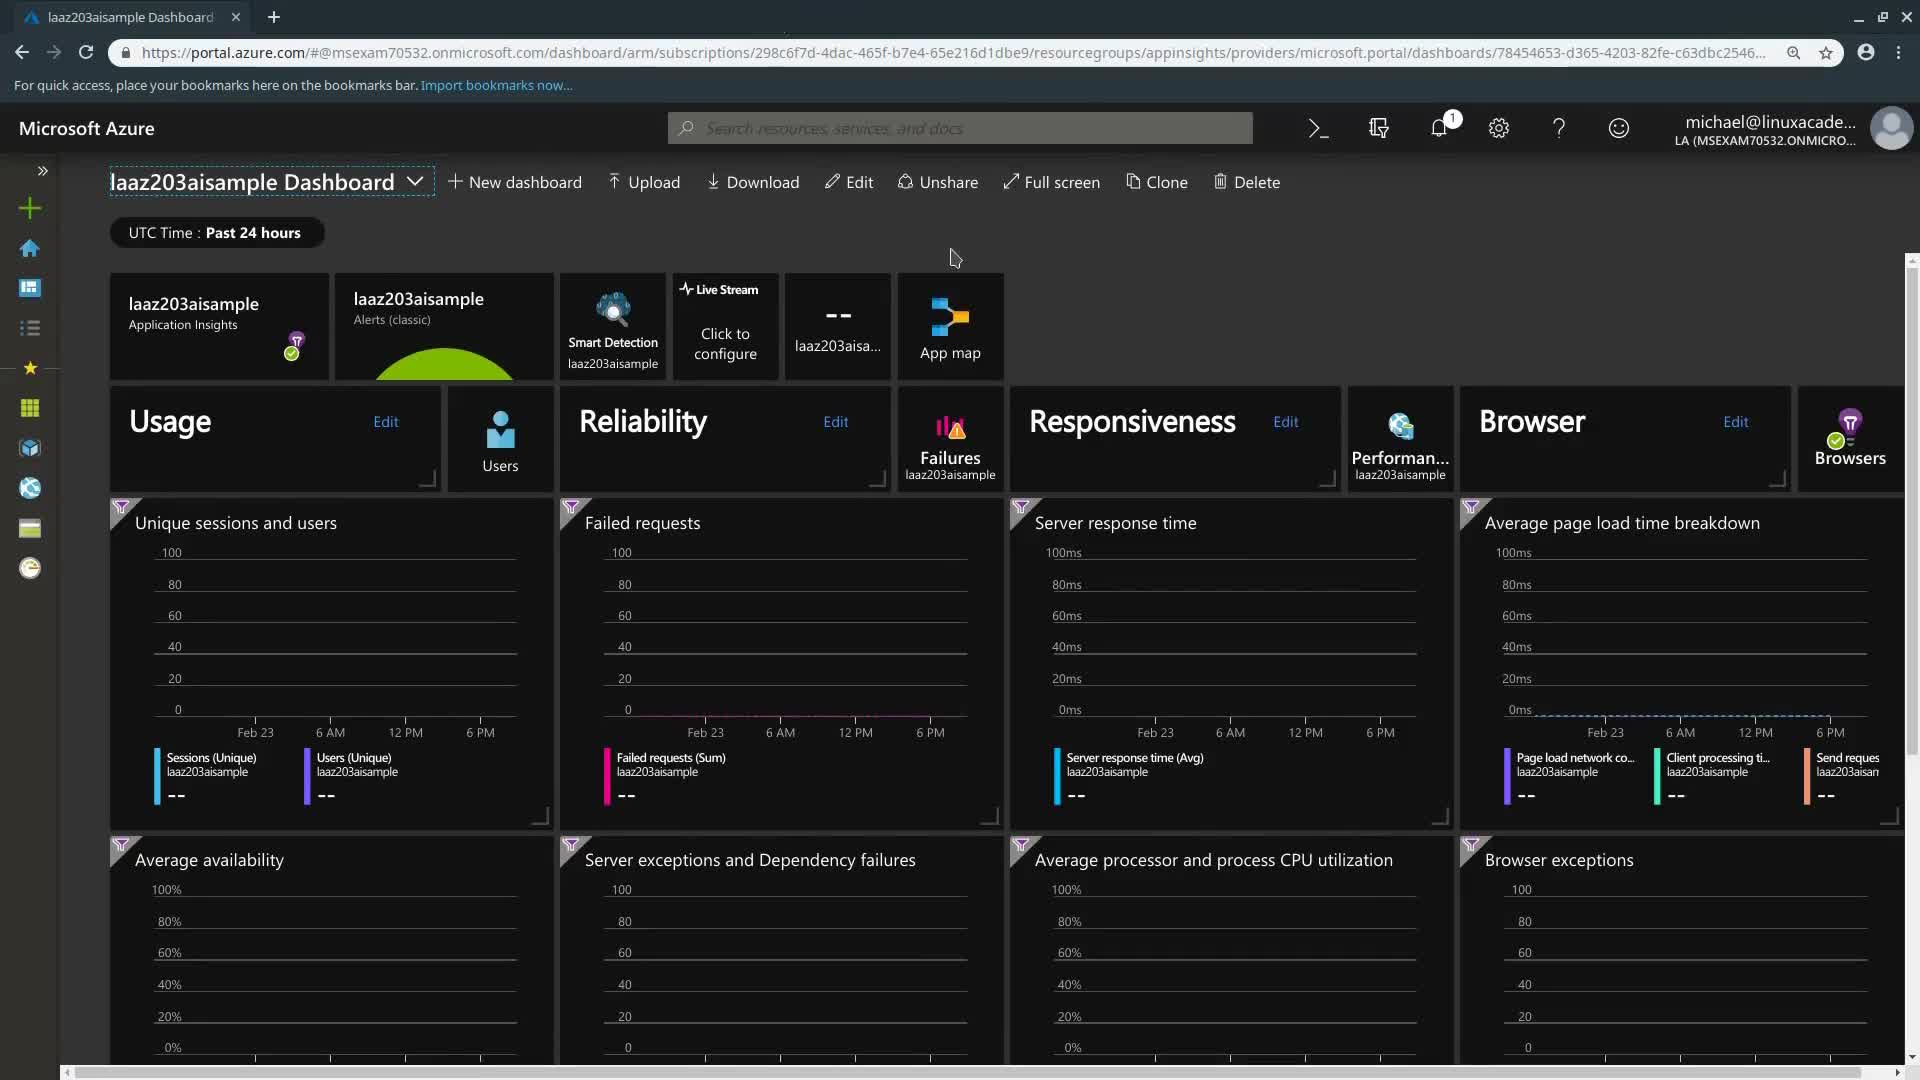 laaz203aisample Dashboard
https://portal.azure.com/#@msexam70532.onmicrosoft.com/dashboard/arm/subscriptions/298c6f7d-4dac-465f-b7e4-65e216d1dbe9/resourcegroups/appinsights/providers/microsoft.portal/dashboards/78454653-d365-4203-82fe-c63dbc2546...
For quick access, place your bookmarks here on the bookmarks bar. Import bookmarks now...
Microsoft Azure
Search resources, services, and docs
1
michael@linuxacade...
LA (MSEXAM70532.ONMICRO...
laaz203aisample Dashboard
New dashboard
Upload
Download
Edit
Unshare
Full screen
Clone
Delete
UTC Time : Past 24 hours
laaz203aisample
Application Insights
laaz203aisample
Alerts (classic)
Smart Detection
laaz203aisample
Live Stream
Click to
configure
--
laaz203aisa...
App map
Usage
Edit
Users
Reliability
Edit
Failures
laaz203aisample
Responsiveness
Edit
Performan...
laaz203aisample
Browser
Edit
Browsers
Unique sessions and users
100
80
60
40
20
0
Feb 23 6 AM 12 PM 6 PM
Sessions (Unique)
laaz203aisample
--
Users (Unique)
laaz203aisample
--
Failed requests
100
80
60
40
20
0
Feb 23 6 AM 12 PM 6 PM
Failed requests (Sum)
laaz203aisample
--
Server response time
100ms
80ms
60ms
40ms
20ms
0ms
Feb 23 6 AM 12 PM 6 PM
Server response time (Avg)
laaz203aisample
--
Average page load time breakdown
100ms
80ms
60ms
40ms
20ms
0ms
Feb 23 6 AM 12 PM 6 PM
Page load network co...
laaz203aisample
--
Client processing ti...
laaz203aisample
--
Send reques
laaz203aisan
--
Average availability
100%
80%
60%
40%
20%
0%
Server exceptions and Dependency failures
100
80
60
40
20
0
Average processor and process CPU utilization
100%
80%
60%
40%
20%
0%
Browser exceptions
100
80
60
40
20
0